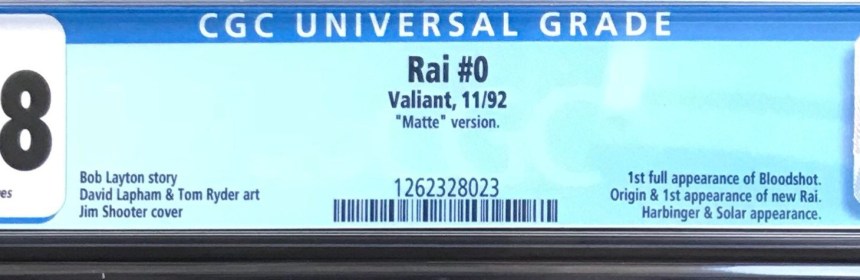 CGC UNIVERSAL GRADE
8
Rai #0
Valiant, 11/92
"Matte" version.
Bob Layton story
David Lapham & Tom Ryder art
Jim Shooter cover
1262328023
1st full appearance of Bloodshot.
Origin & 1st appearance of new Rai.
Harbinger & Solar appearance.